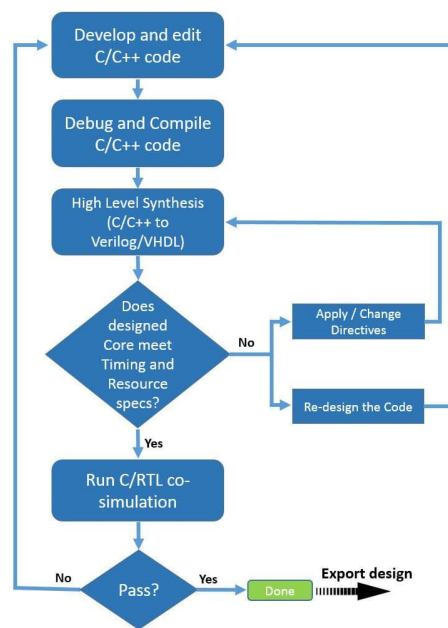 Develop and edit
C/C++ code
Debug and Compile
C/C++ code
High Level Synthesis
(C/C++ to
Verilog/VHDL)
Does
designed
Core meet
Timing and
Resource
specs?
No
Apply / Change
Directives
Re-design the Code
Yes
Run C/RTL co-
simulation
No
Pass?
Yes
Done
Export design